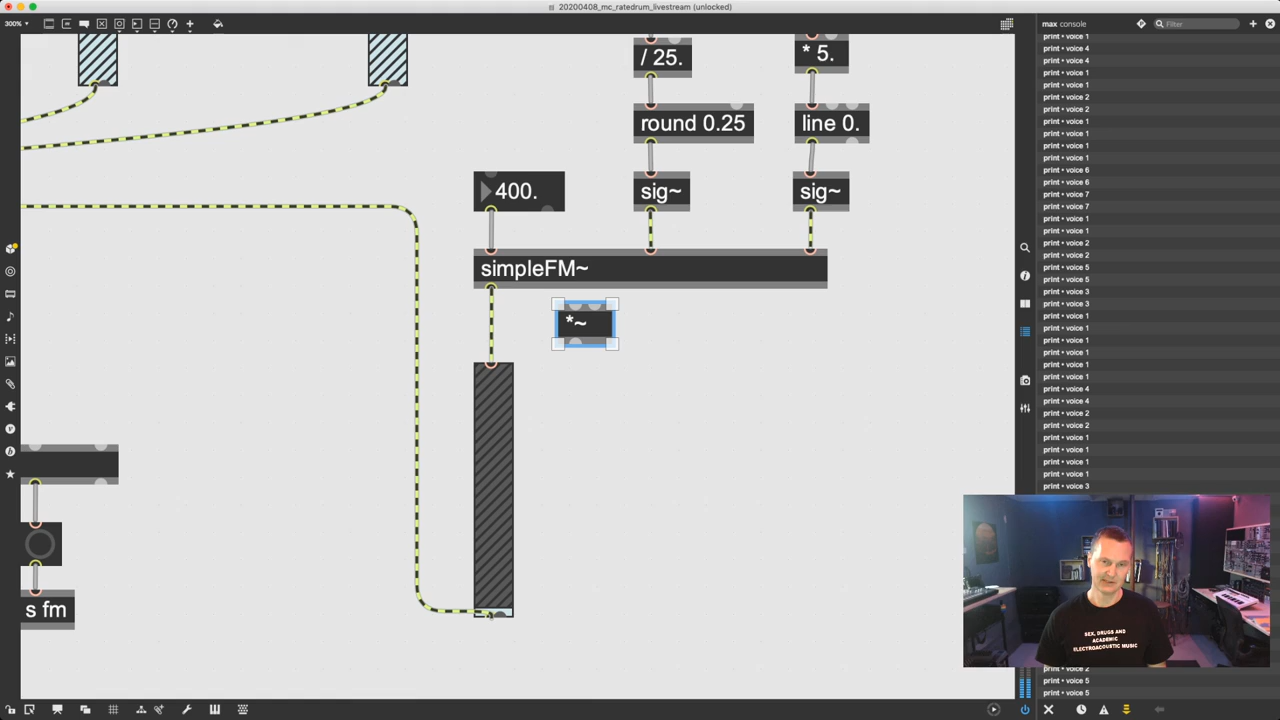 20200408_mc_ratedrum_livestream (unlocked)
300%
max console
Filter
/ 25.
* 5.
round 0.25
line 0.
400.
sig~
sig~
simpleFM~
*~
s fm
print • voice 1
print • voice 4
print • voice 4
print • voice 1
print • voice 1
print • voice 2
print • voice 2
print • voice 1
print • voice 1
print • voice 1
print • voice 1
print • voice 6
print • voice 6
print • voice 7
print • voice 7
print • voice 1
print • voice 1
print • voice 2
print • voice 2
print • voice 5
print • voice 5
print • voice 3
print • voice 3
print • voice 1
print • voice 1
print • voice 1
print • voice 1
print • voice 1
print • voice 1
print • voice 4
print • voice 4
print • voice 2
print • voice 2
print • voice 1
print • voice 1
print • voice 1
print • voice 1
print • voice 3
SEX, DRUGS AND
ACADEMIC
ELECTROACOUSTIC MUSIC
print • voice 2
print • voice 5
print • voice 5